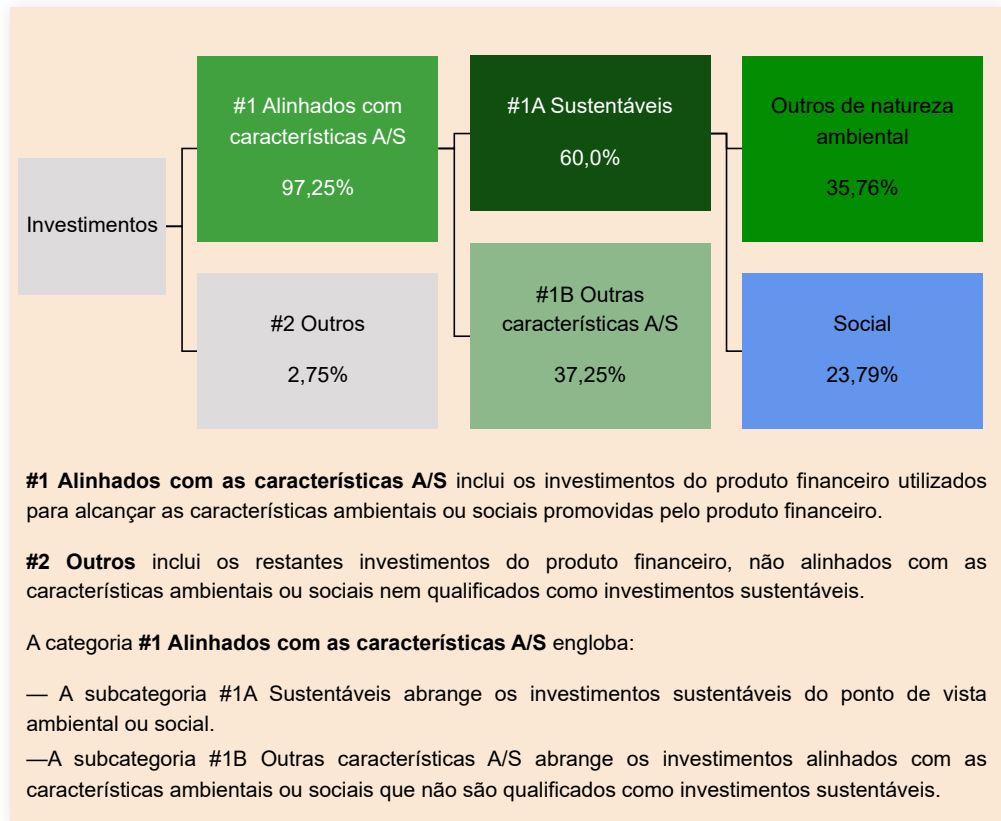 Investimentos
#1 Alinhados com
características A/S
97,25%
#2 Outros
2,75%
#1A Sustentáveis
60,0%
#1B Outras
características A/S
37,25%
Outros de natureza
ambiental
35,76%
Social
23,79%
#1 Alinhados com as características A/S inclui os investimentos do produto financeiro utilizados
para alcançar as características ambientais ou sociais promovidas pelo produto financeiro.
#2 Outros inclui os restantes investimentos do produto financeiro, não alinhados com as
características ambientais ou sociais nem qualificados como investimentos sustentáveis.
A categoria #1 Alinhados com as características A/S engloba:
— A subcategoria #1A Sustentáveis abrange os investimentos sustentáveis do ponto de vista
ambiental ou social.
—A subcategoria #1B Outras características A/S abrange os investimentos alinhados com as
características ambientais ou sociais que não são qualificados como investimentos sustentáveis.